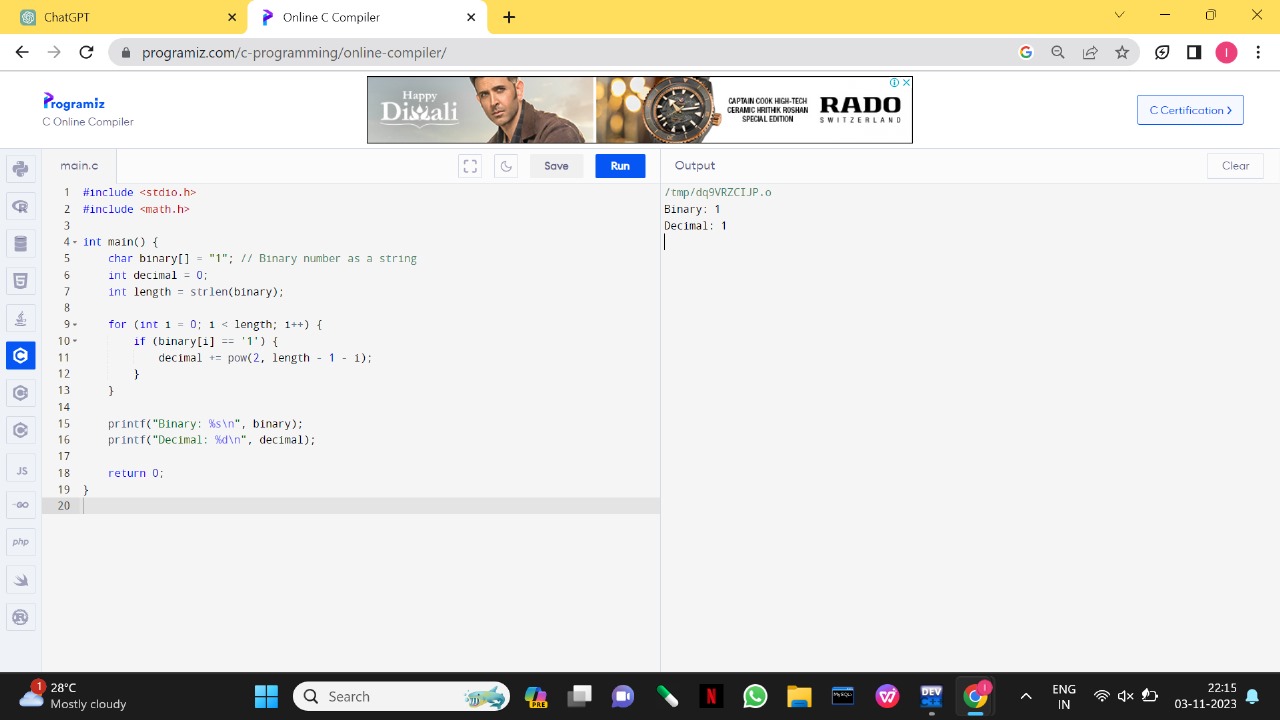 ChatGPT
Online C Compiler
programiz.com/c-programming/online-compiler/
I
Programiz
C Online Compiler
Happy
Diwali
CAPTAIN COOK HIGH-TECH
CERAMIC HRITHIK ROSHAN
SPECIAL EDITION
RADO
SWITZERLAND
C Certification >
main.c
Save
Run
Output
Clear
1 #include <stdio.h>
2 #include <math.h>
3
4 int main() {
5 char binary[] = "1"; // Binary number as a string
6 int decimal = 0;
7 int length = strlen(binary);
8
9 for (int i = 0; i < length; i++) {
10 if (binary[i] == '1') {
11 decimal += pow(2, length - 1 - i);
12 }
13 }
14
15 printf("Binary: %s\n", binary);
16 printf("Decimal: %d\n", decimal);
17
18 return 0;
19 }
20
/tmp/dq9VRZCIJP.o
Binary: 1
Decimal: 1
JS
GO
php
1
28°C
Mostly cloudy
Search
PRE
N
MySQL
DEV
C++
1
ENG
IN
22:15
03-11-2023